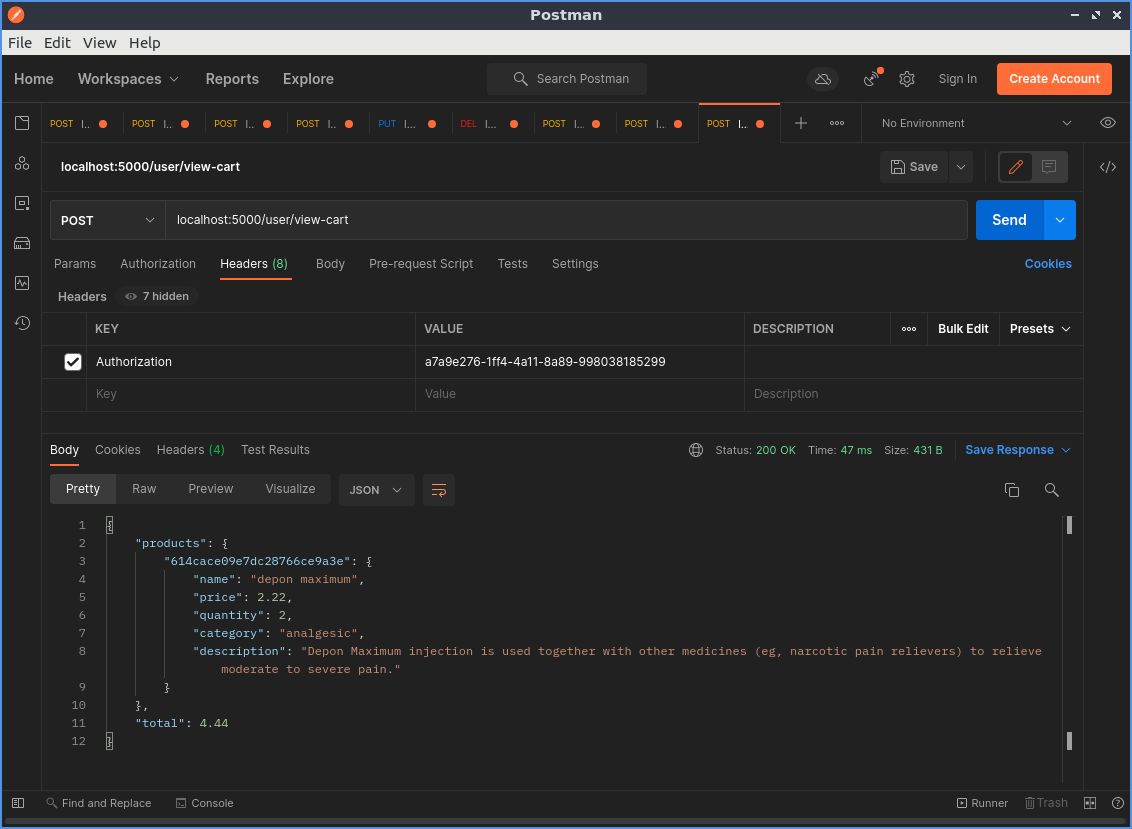 Postman
File Edit View Help
Home Workspaces Reports Explore Search Postman Sign In Create Account
POST I.. POST I.. POST I.. POST I.. PUT I... DEL I... POST I... POST I... POST I... No Environment
localhost:5000/user/view-cart Save
POST localhost:5000/user/view-cart Send
Params Authorization Headers (8) Body Pre-request Script Tests Settings Cookies
Headers 7 hidden
KEY VALUE DESCRIPTION ooo Bulk Edit Presets
Authorization a7a9e276-1ff4-4a11-8a89-998038185299
Key Value Description
Body Cookies Headers (4) Test Results Status: 200 OK Time: 47 ms Size: 431 B Save Response
Pretty Raw Preview Visualize JSON
1 {
2 "products": {
3 "614cace09e7dc28766ce9a3e": {
4 "name": "depon maximum",
5 "price": 2.22,
6 "quantity": 2,
7 "category": "analgesic",
8 "description": "Depon Maximum injection is used together with other medicines (eg, narcotic pain relievers) to relieve
moderate to severe pain."
9 }
10 },
11 "total": 4.44
12 }
Find and Replace Console Runner Trash